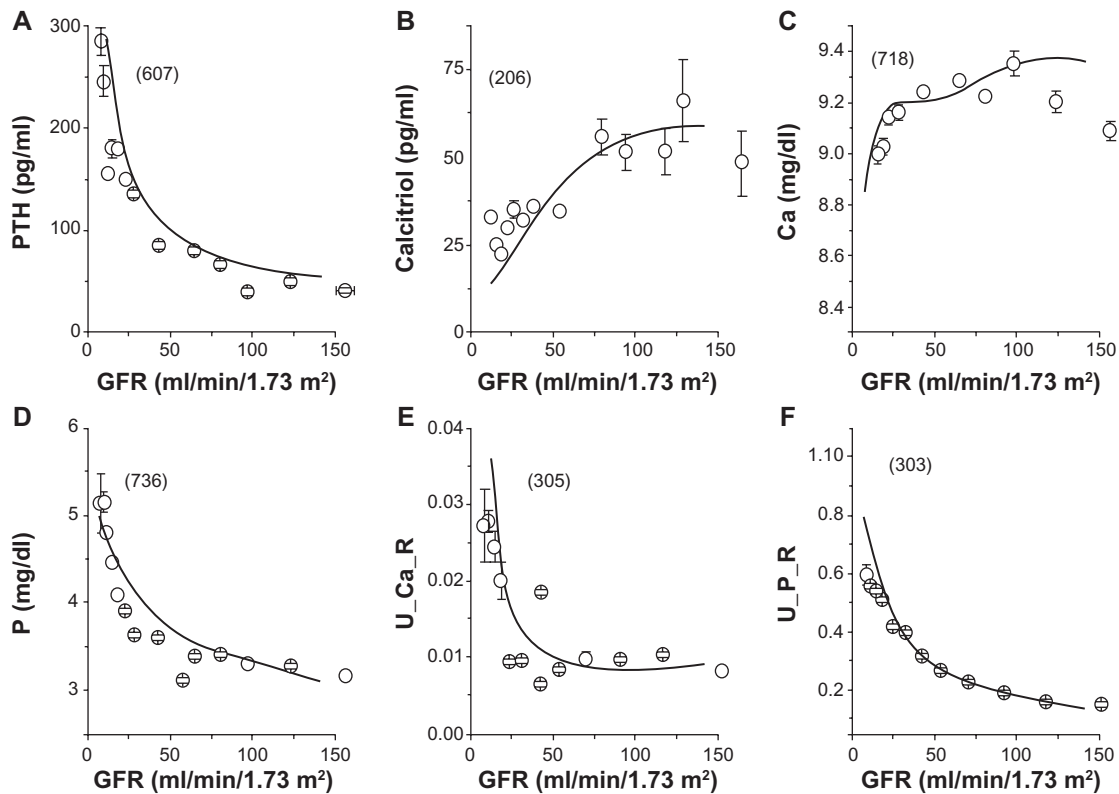 A
300
200
100
0
PTH (pg/ml)
(607)
0 50 100 150
GFR (ml/min/1.73 m²)
B
75
50
25
0
Calcitriol (pg/ml)
(206)
0 50 100 150
GFR (ml/min/1.73 m²)
C
9.4
9.2
9.0
8.8
8.6
8.4
Ca (mg/dl)
(718)
0 50 100 150
GFR (ml/min/1.73 m²)
D
6
5
4
3
P (mg/dl)
(736)
0 50 100 150
GFR (ml/min/1.73 m²)
E
0.04
0.03
0.02
0.01
0.00
U_Ca_R
(305)
0 50 100 150
GFR (ml/min/1.73 m²)
F
1.10
0.8
0.6
0.4
0.2
U_P_R
(303)
0 50 100 150
GFR (ml/min/1.73 m²)